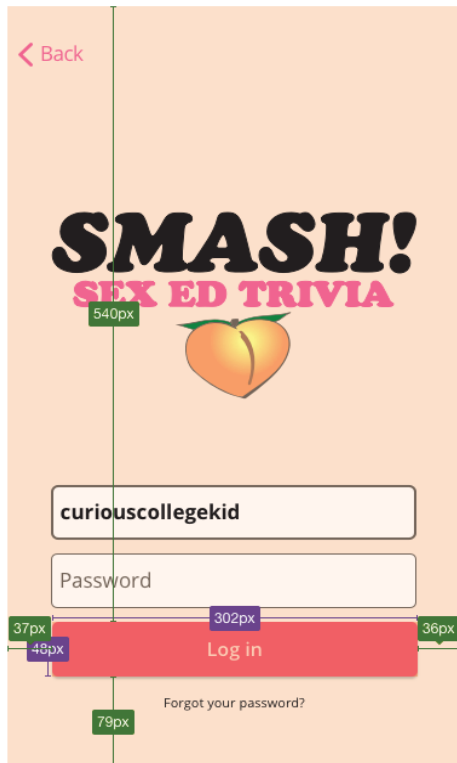 Back
SMASH!
SEX ED TRIVIA
540px
curiouscollegekid
Password
302px
37px
36px
48px
Log in
Forgot your password?
79px